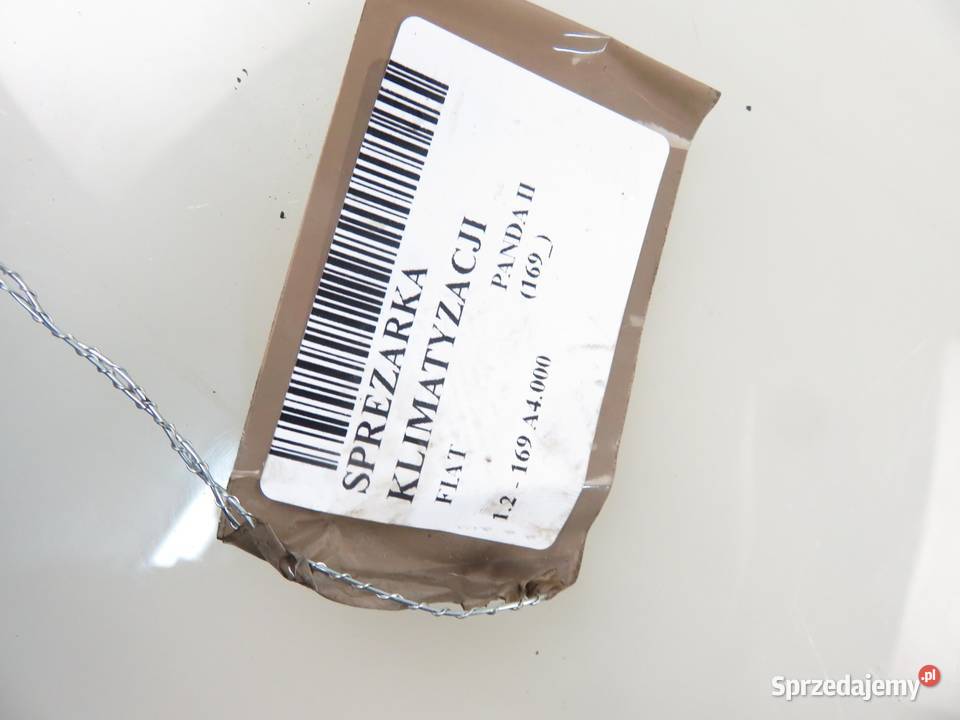 SPREZARKA
KLIMATYZACJI
FIAT PANDA II
(169_)
1.2 - 169 A4.000
Sprzedajemy.pl